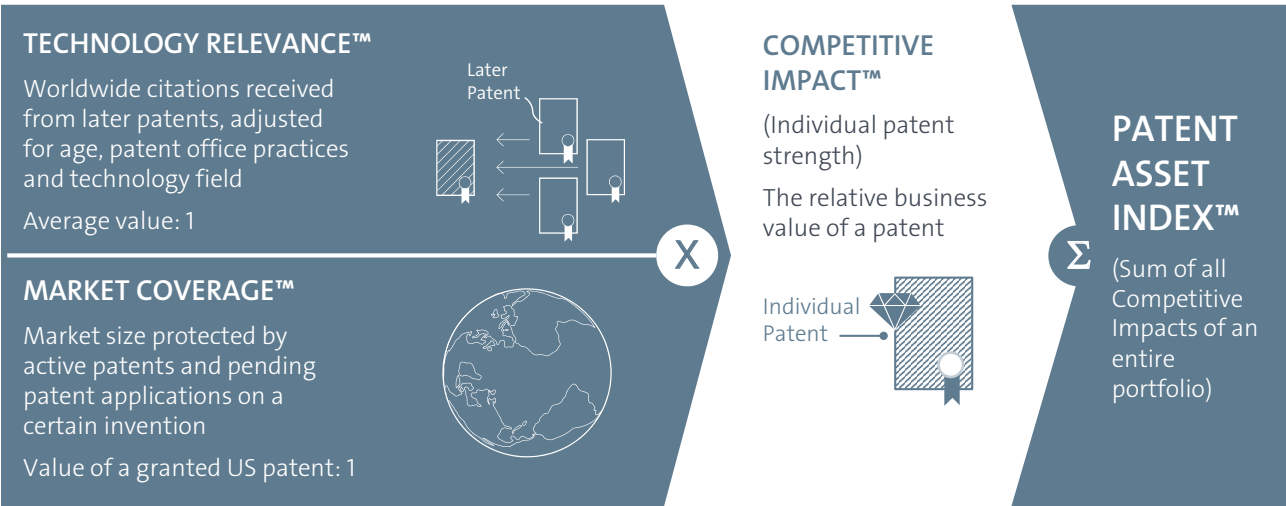 TECHNOLOGY RELEVANCE™
Worldwide citations received
from later patents, adjusted
for age, patent office practices
and technology field
Average value: 1
Later
Patent
MARKET COVERAGE™
Market size protected by
active patents and pending
patent applications on a
certain invention
Value of a granted US patent: 1
X
COMPETITIVE
IMPACT™
(Individual patent
strength)
The relative business
value of a patent
Individual
Patent
Σ
PATENT
ASSET
INDEX™
(Sum of all
Competitive
Impacts of an
entire
portfolio)